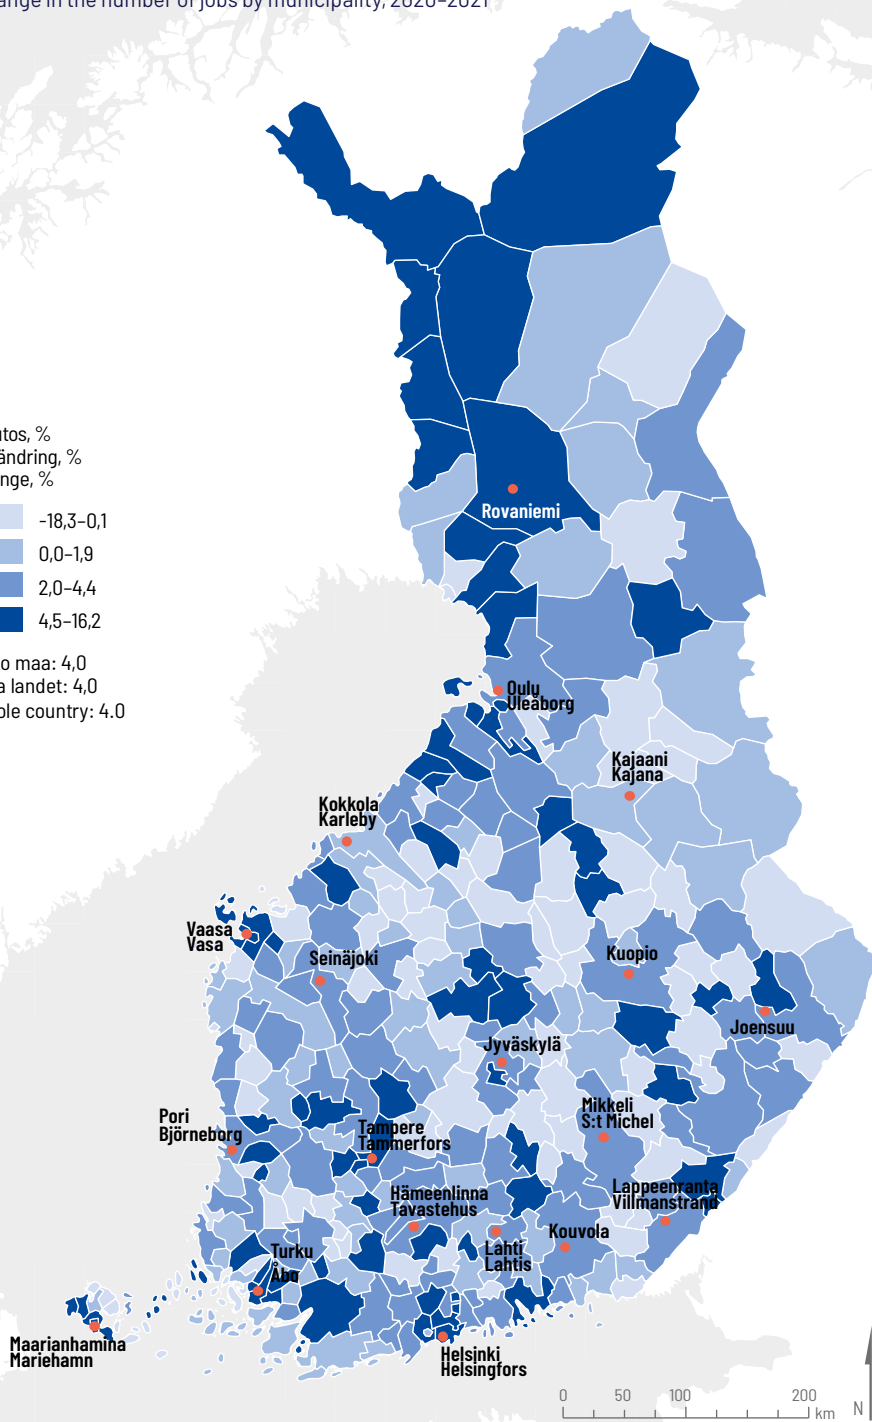 ange in the number of jobs by municipality, 2020–2021
utos, %
ändring, %
nge, %
-18,3–0,1
0,0–1,9
2,0–4,4
4,5–16,2
o maa: 4,0
a landet: 4,0
ole country: 4.0
Rovaniemi
Oulu
Uleåborg
Kajaani
Kajana
Kokkola
Karleby
Vaasa
Vasa
Seinäjoki
Kuopio
Joensuu
Jyväskylä
Mikkeli
S:t Michel
Pori
Björneborg
Tampere
Tammerfors
Hämeenlinna
Tavastehus
Lappeenranta
Villmanstrand
Kouvola
Lahti
Lahtis
Turku
Åbo
Maarianhamina
Mariehamn
Helsinki
Helsingfors
0 50 100 200
km
N